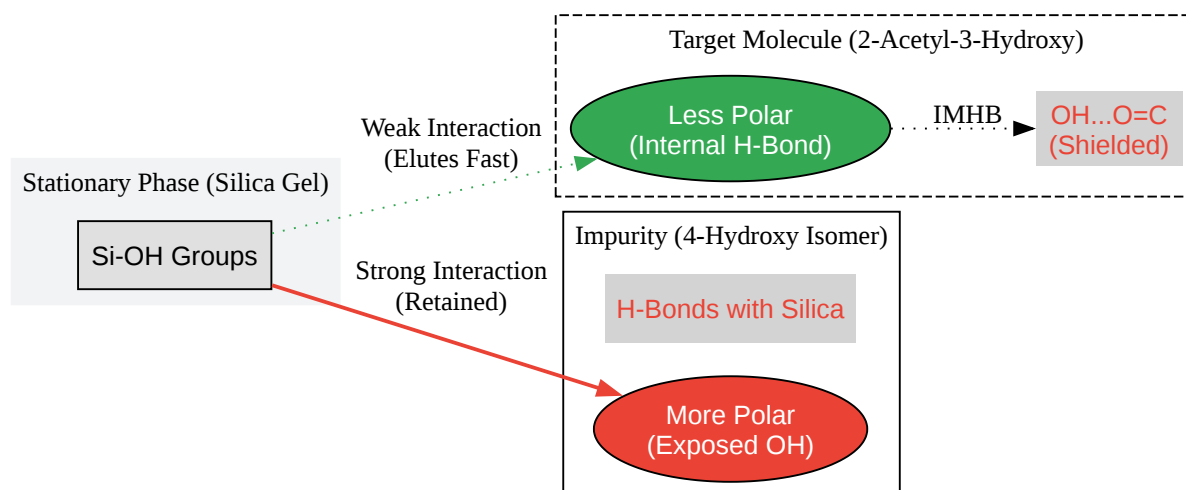 Target Molecule (2-Acetyl-3-Hydroxy)
Less Polar
(Internal H-Bond)
IMHB
OH...O=C
(Shielded)
Weak Interaction
(Elutes Fast)
Stationary Phase (Silica Gel)
Si-OH Groups
Strong Interaction
(Retained)
Impurity (4-Hydroxy Isomer)
H-Bonds with Silica
More Polar
(Exposed OH)